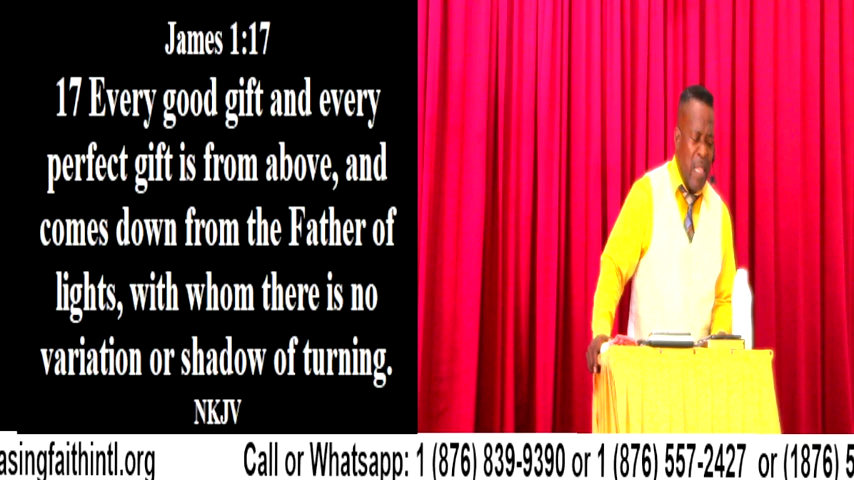 James 1:17
17 Every good gift and every
perfect gift is from above, and
comes down from the Father of
lights, with whom there is no
variation or shadow of turning.
NKJV
asingfaithintl.org Call or Whatsapp: 1 (876) 839-9390 or 1 (876) 557-2427 or (1876) 5